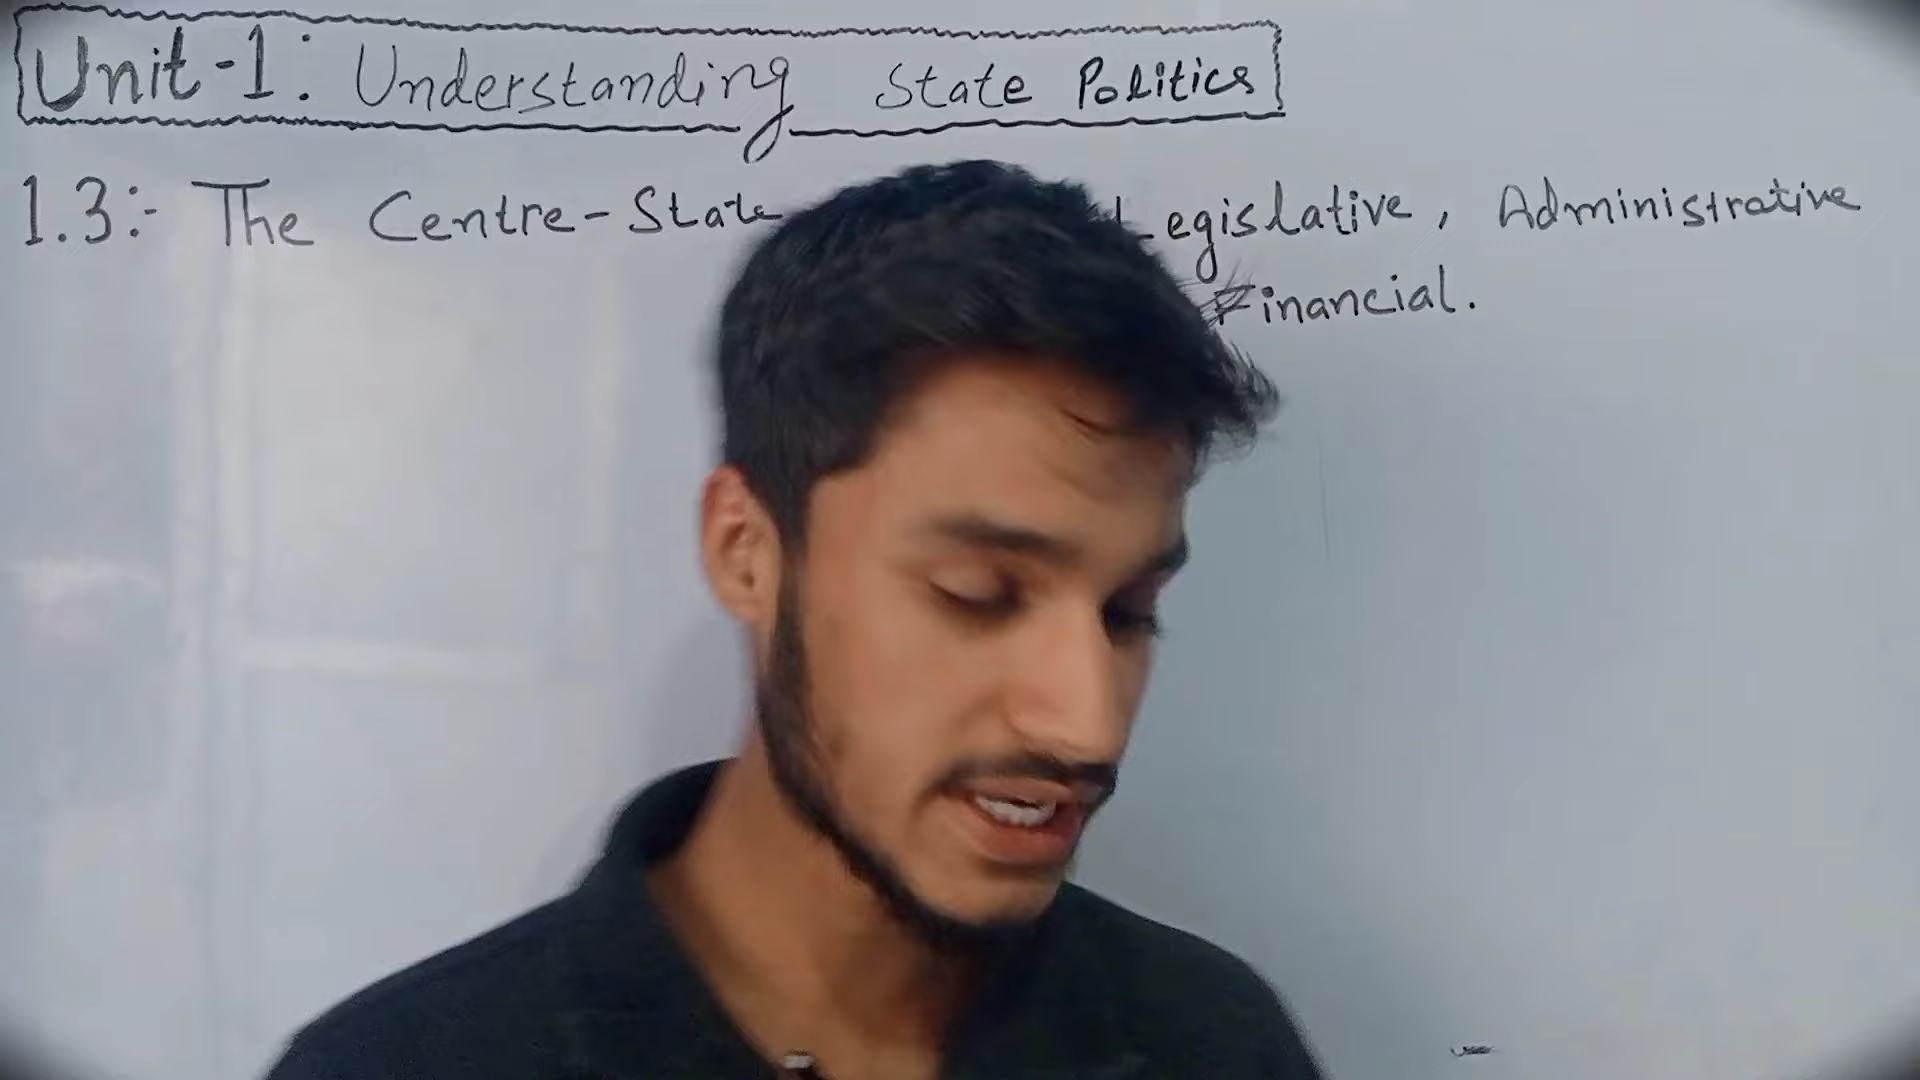 Unit-1: Understanding State Politics
1.3:- The Centre-State Legislative, Administrative
Financial.